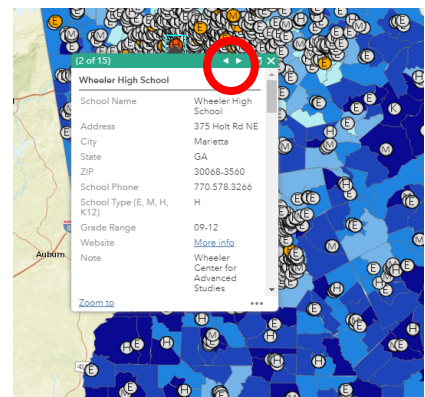 (2 of 15)
Wheeler High School
School Name Wheeler High School
Address 375 Holt Rd NE
City Marietta
State GA
ZIP 30068-3560
School Phone 770.578.3266
School Type (E, M, H, K12) H
Grade Range 09-12
Website More info
Note Wheeler Center for Advanced Studies
Zoom to
Auburn